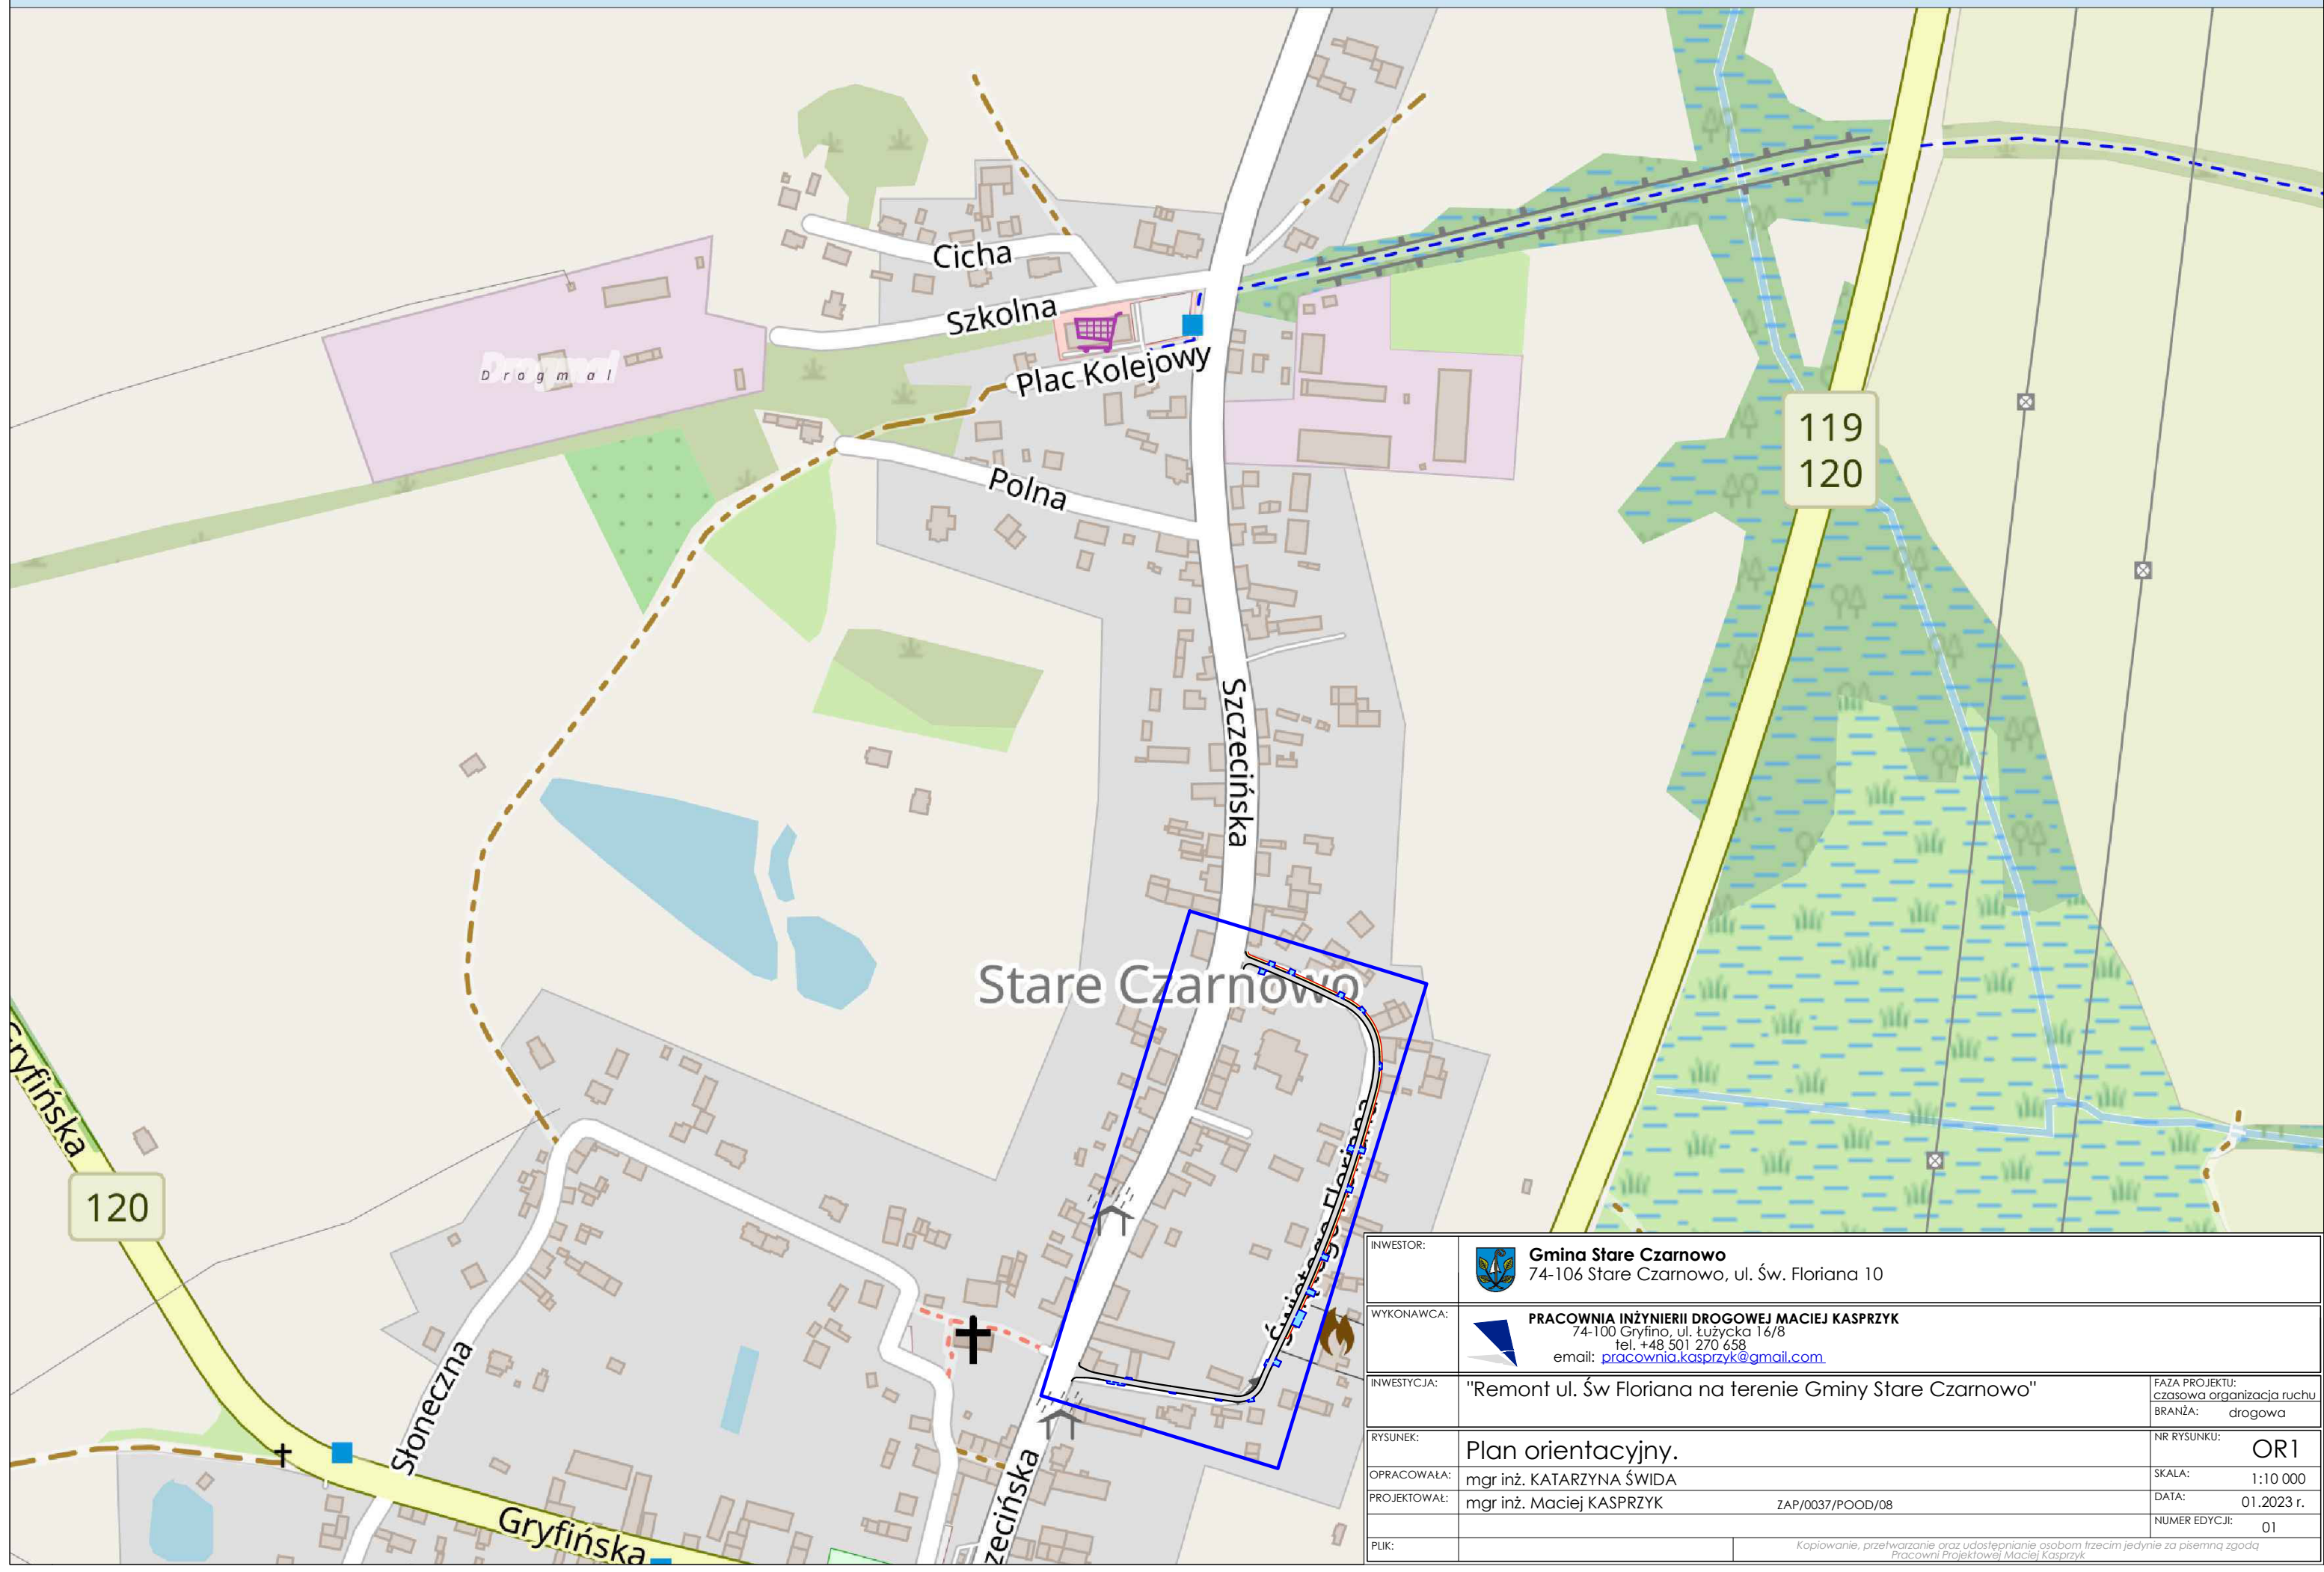 Cicha
Szkolna
Drogmal
Plac Kolejowy
119
120
Polna
Szczecińska
Stare Czarnowo
Gryfińska
Świętego Floriana
120
Słoneczna
Gryfińska
zecińska
INWESTOR:
Gmina Stare Czarnowo
74-106 Stare Czarnowo, ul. Św. Floriana 10
WYKONAWCA:
PRACOWNIA INŻYNIERII DROGOWEJ MACIEJ KASPRZYK
74-100 Gryfino, ul. Łużycka 16/8
tel. +48 501 270 658
email: pracownia.kasprzyk@gmail.com
INWESTYCJA:
"Remont ul. Św Floriana na terenie Gminy Stare Czarnowo"
FAZA PROJEKTU:
czasowa organizacja ruchu
BRANŻA: drogowa
RYSUNEK:
Plan orientacyjny.
NR RYSUNKU:
OR1
OPRACOWAŁA: mgr inż. KATARZYNA ŚWIDA
SKALA: 1:10 000
PROJEKTOWAŁ: mgr inż. Maciej KASPRZYK ZAP/0037/POOD/08
DATA: 01.2023 r.
NUMER EDYCJI: 01
PLIK:
Kopiowanie, przetwarzanie oraz udostępnianie osobom trzecim jedynie za pisemną zgodą
Pracowni Projektowej Maciej Kasprzyk